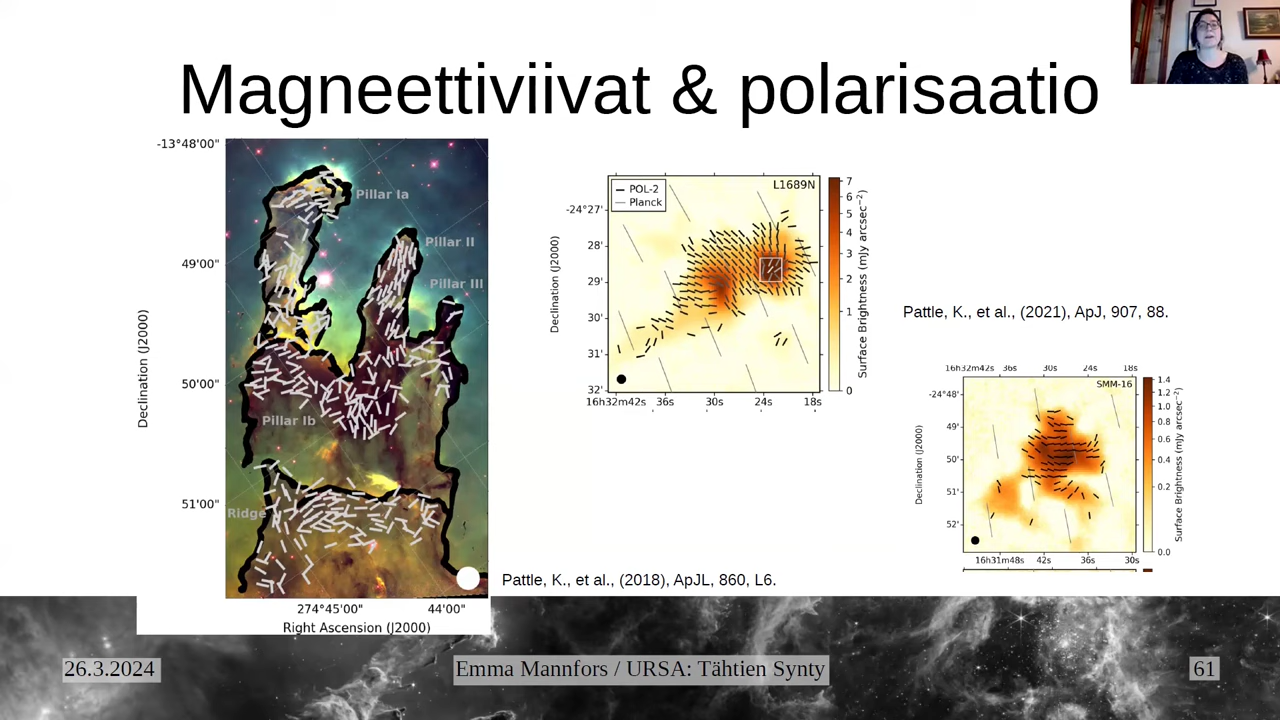 Magneettiviivat & polarisaatio
-13°48'00"
49'00"
50'00"
51'00"
Declination (J2000)
Pillar Ia
Pillar II
Pillar III
Pillar Ib
Ridge
274°45'00"
44'00"
Right Ascension (J2000)
Pattle, K., et al., (2018), ApJL, 860, L6.
L1689N
POL-2
Planck
-24°27'
28'
29'
30'
31'
32'
Declination (J2000)
16h32m42s
36s
30s
24s
18s
7
6
5
4
3
2
1
0
Surface Brightness (mJy arcsec⁻²)
Pattle, K., et al., (2021), ApJ, 907, 88.
16h32m42s
36s
30s
24s
18s
SMM-16
-24°48'
49'
50'
51'
52'
Declination (J2000)
16h31m48s
42s
36s
30s
1.4
1.2
1.0
0.8
0.6
0.4
0.2
0.0
Surface Brightness (mJy arcsec⁻²)
26.3.2024
Emma Mannfors / URSA: Tähtien Synty
61